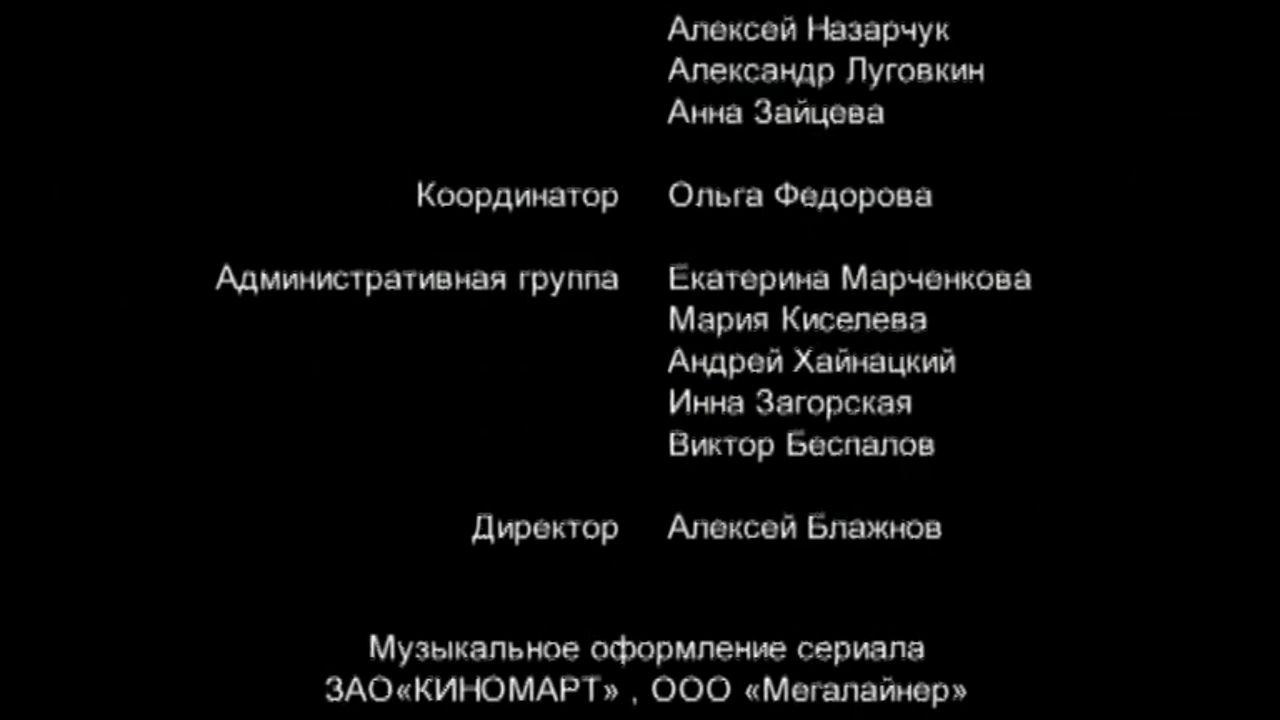 Алексей Назарчук
Александр Луговкин
Анна Зайцева
Координатор Ольга Федорова
Административная группа Екатерина Марченкова
Мария Киселева
Андрей Хайнацкий
Инна Загорская
Виктор Беспалов
Директор Алексей Блажнов
Музыкальное оформление сериала
ЗАО«КИНОМАРТ» , ООО «Мегалайнер»